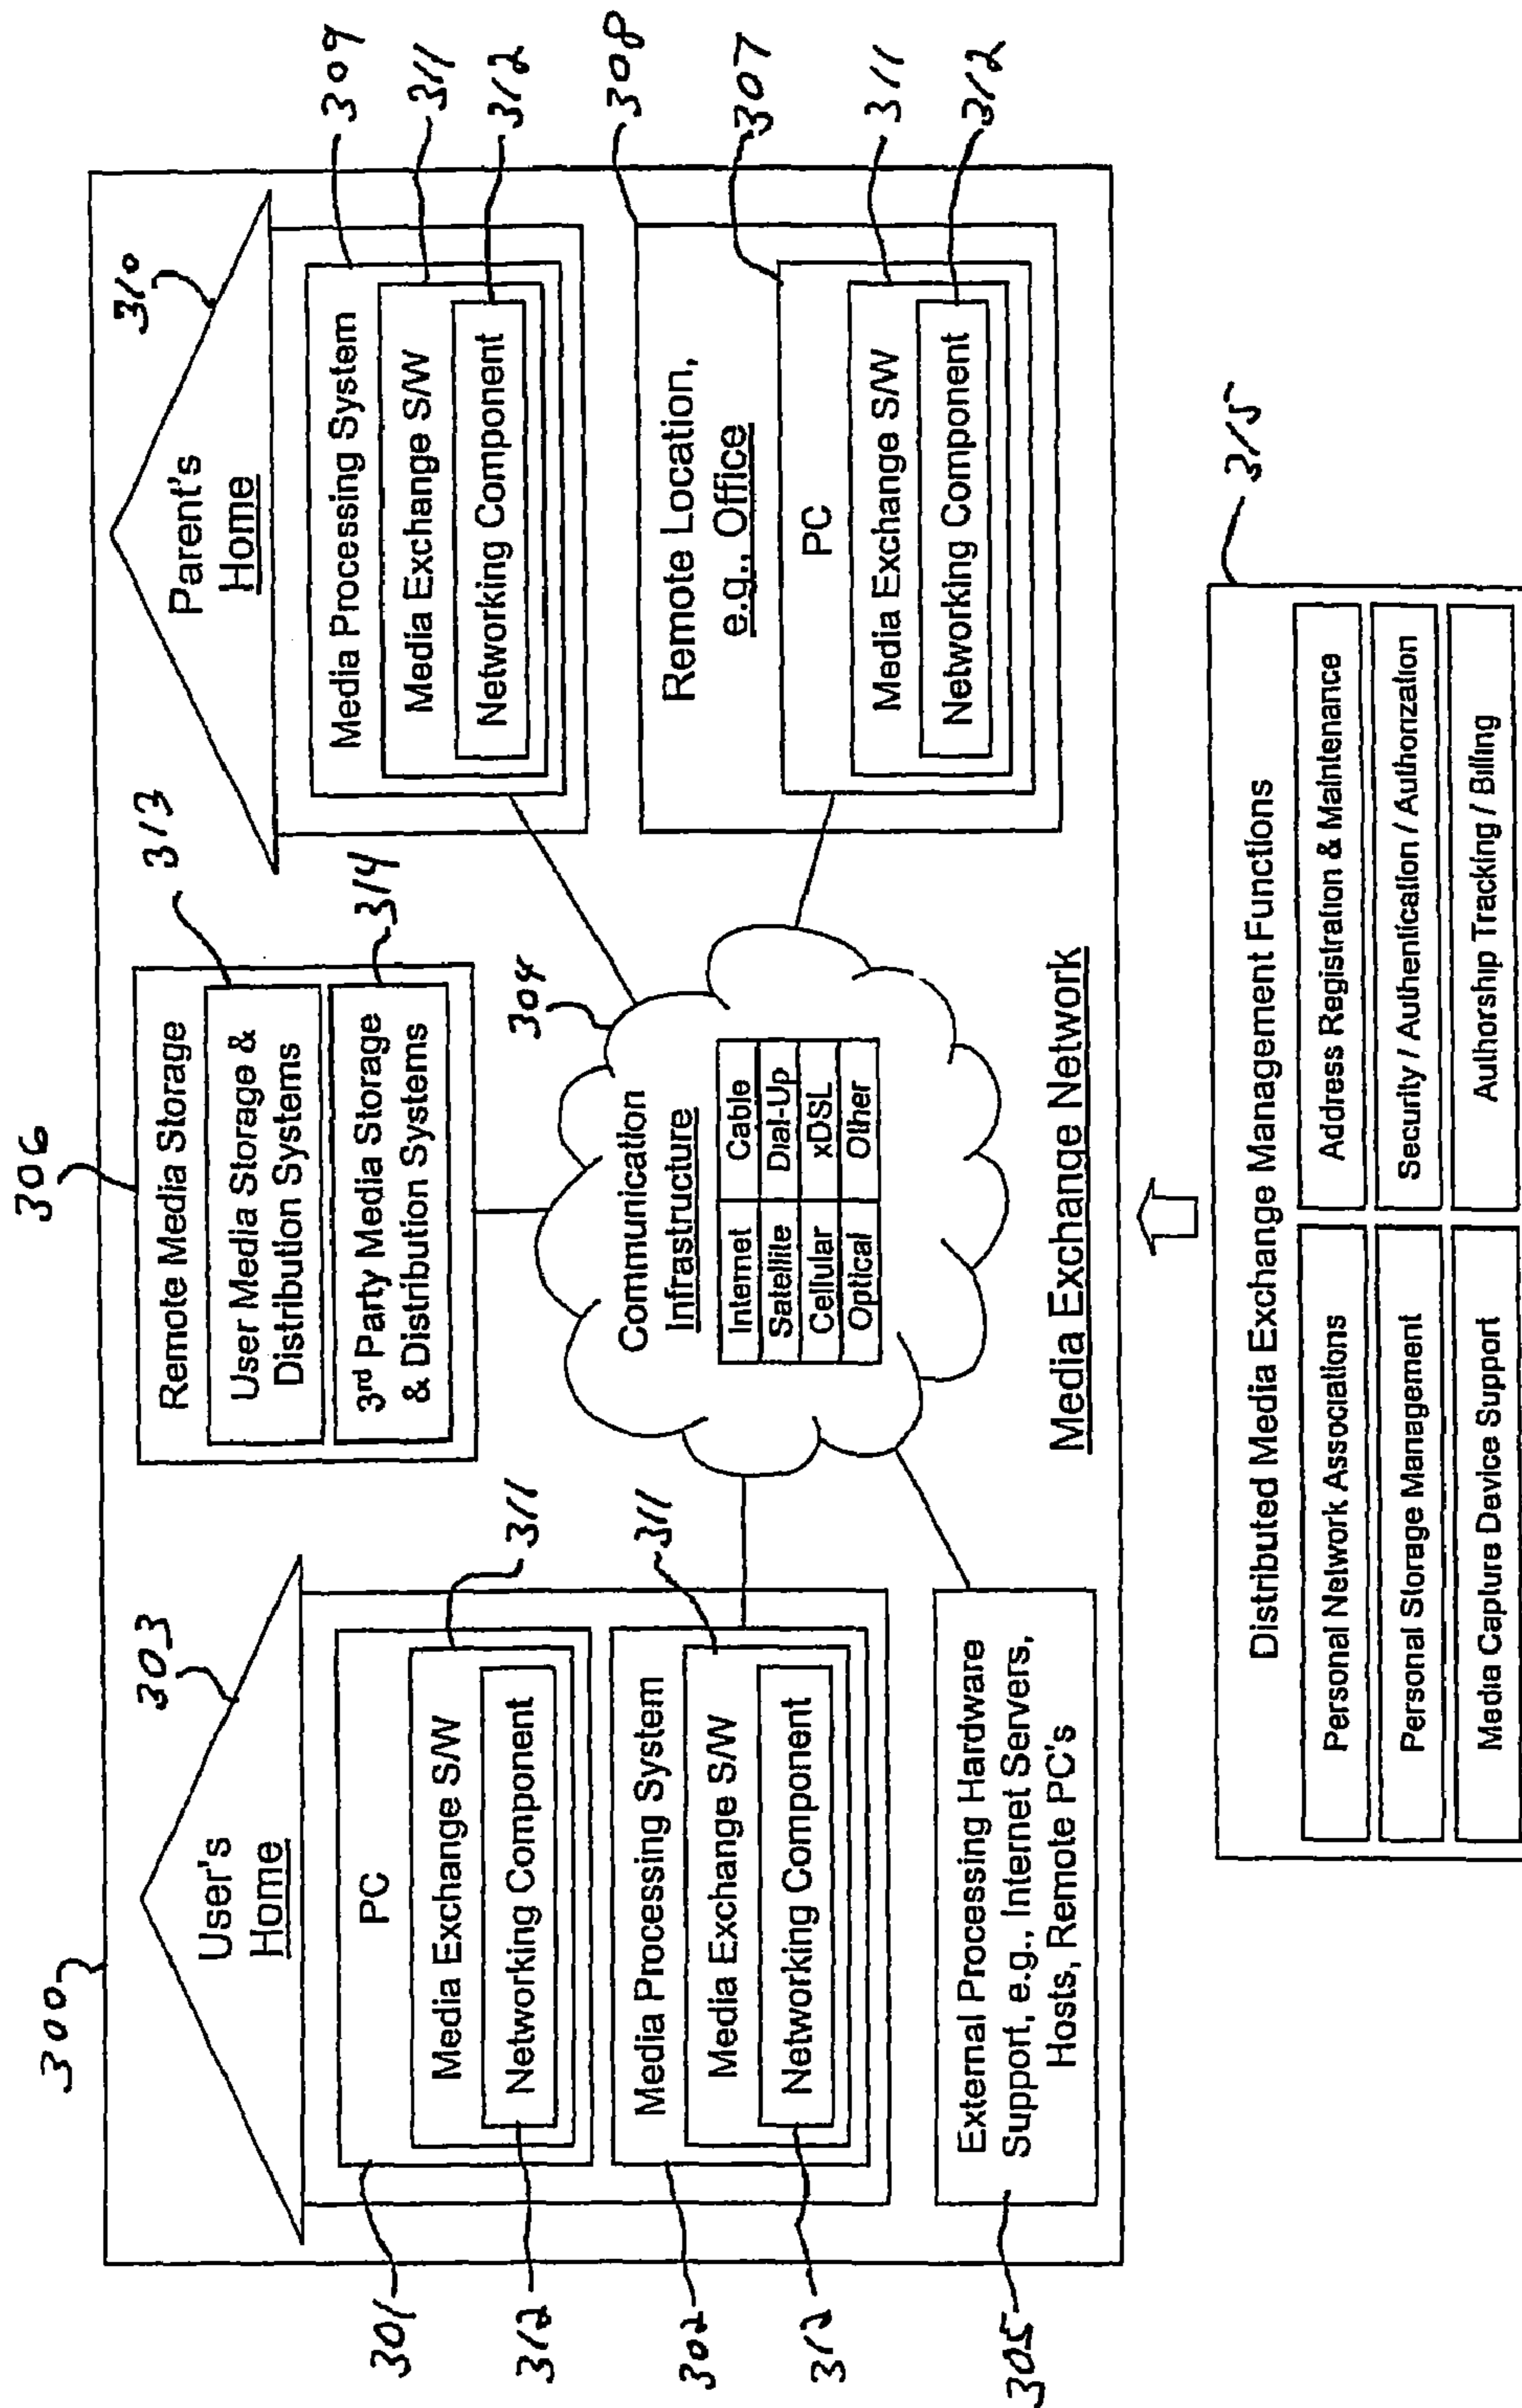 300
303
User's
Home
PC
Media Exchange S/W
Networking Component
311
301
312
Media Processing System
Media Exchange S/W
Networking Component
311
302
312
External Processing Hardware
Support, e.g., Internet Servers,
Hosts, Remote PC's
305
306
Remote Media Storage
User Media Storage &
Distribution Systems
3rd Party Media Storage
& Distribution Systems
313
314
304
Communication
Infrastructure
Internet Cable
Satellite Dial-Up
Cellular xDSL
Optical Other
Media Exchange Network
310
Parent's
Home
Media Processing System
Media Exchange S/W
Networking Component
309
311
312
308
Remote Location,
e.g., Office
PC
Media Exchange S/W
Networking Component
307
311
312
315
Distributed Media Exchange Management Functions
Personal Network Associations
Address Registration & Maintenance
Personal Storage Management
Security / Authentication / Authorization
Media Capture Device Support
Authorship Tracking / Billing